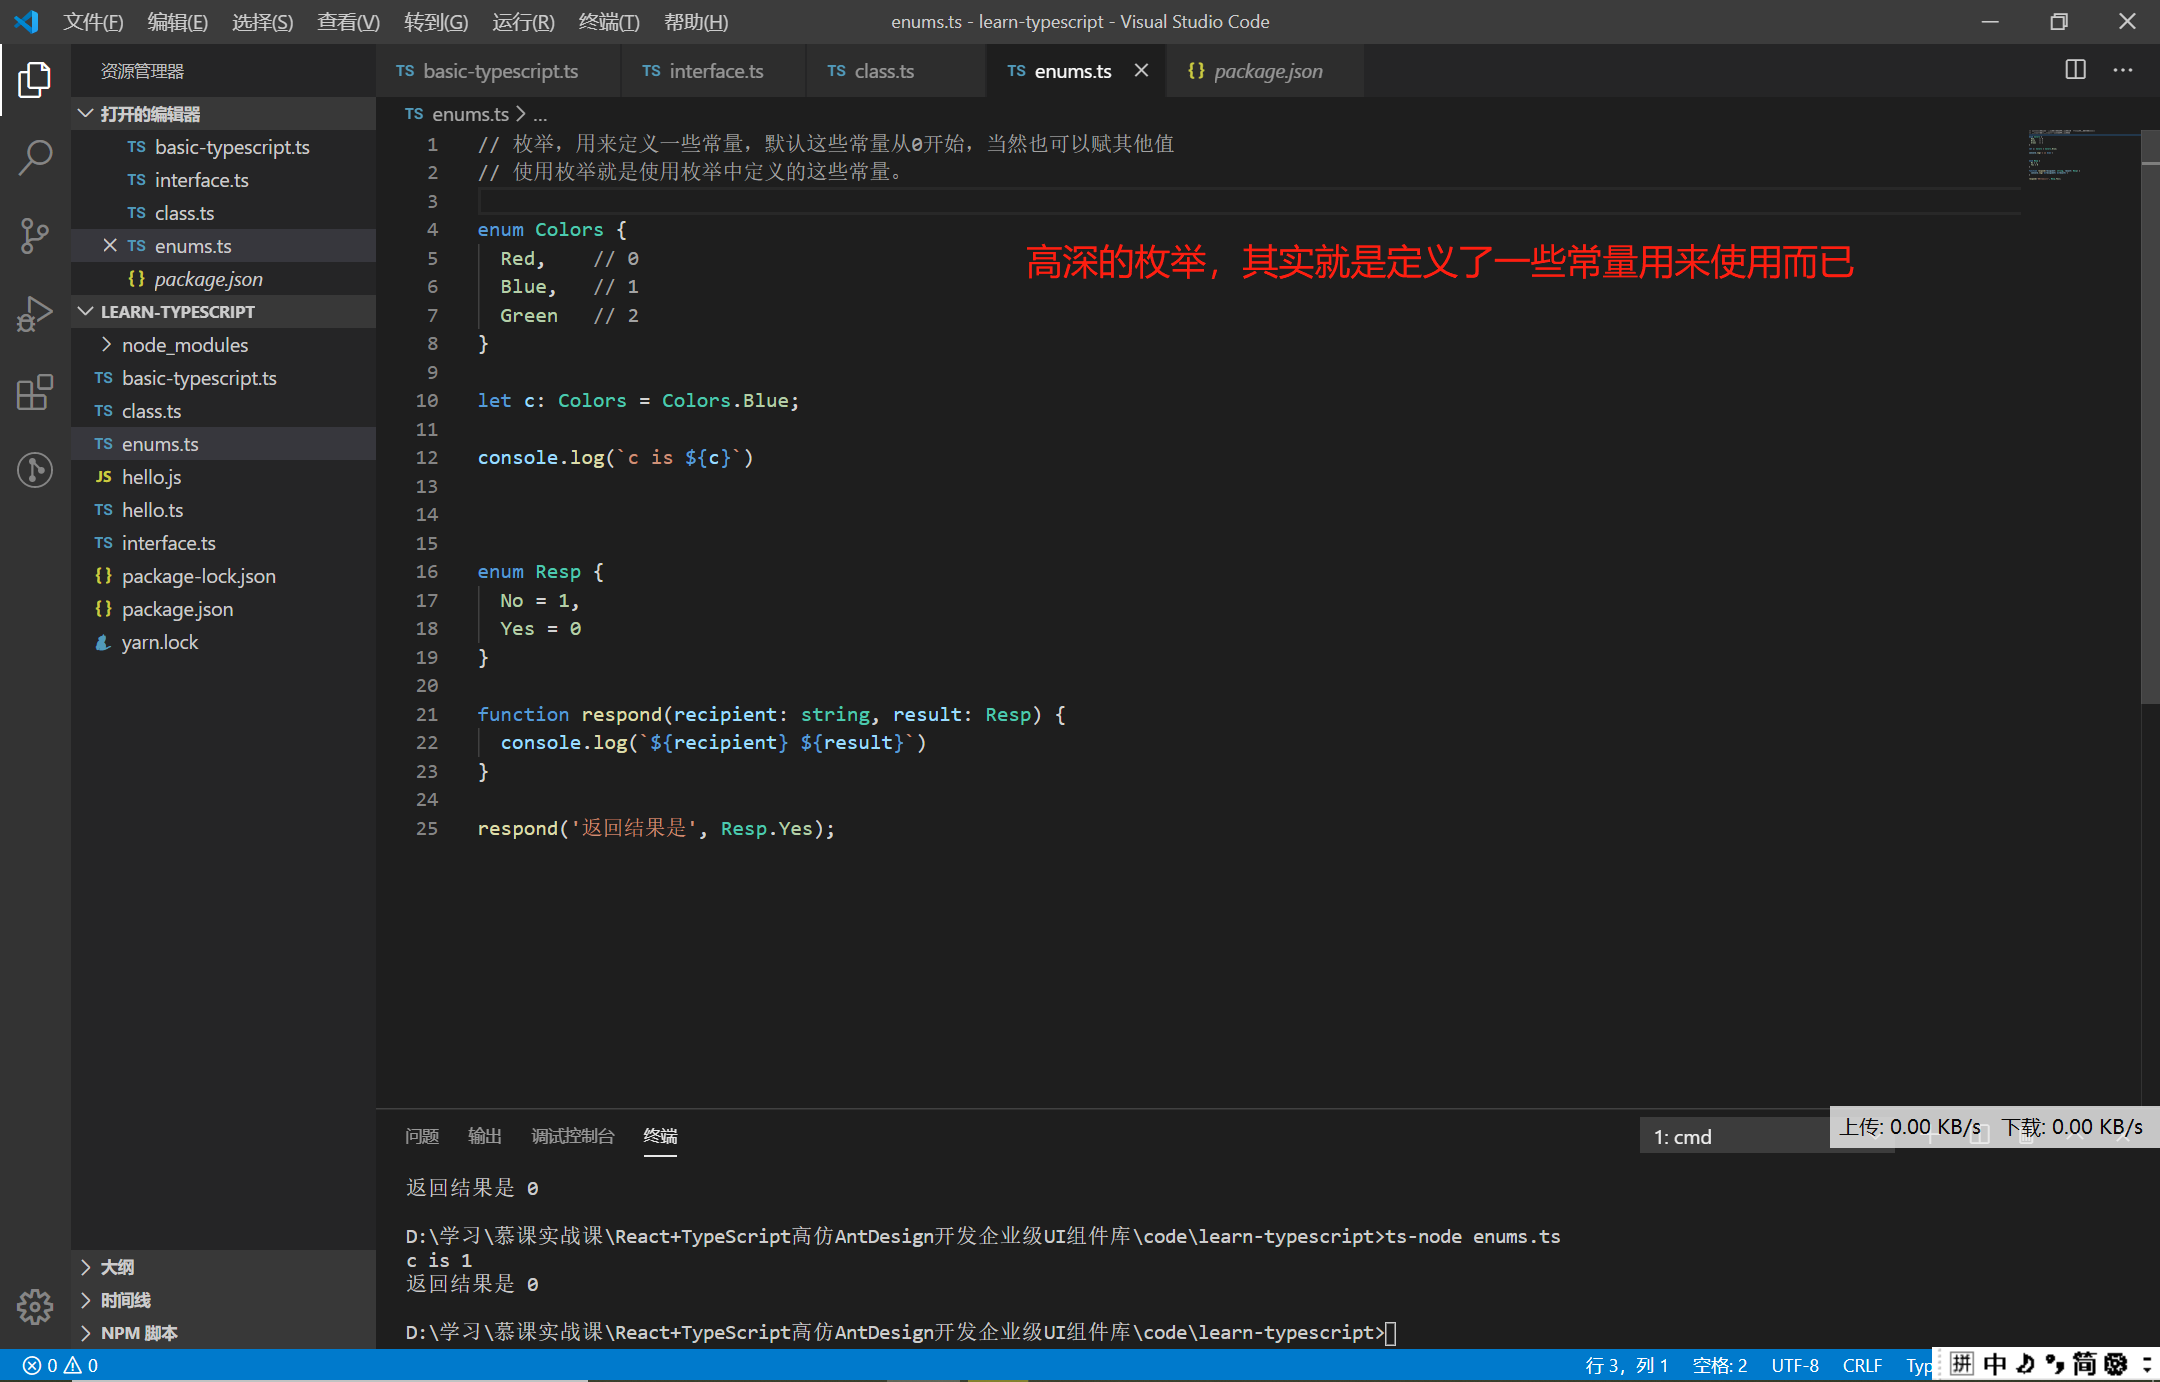 文件(F) 编辑(E) 选择(S) 查看(V) 转到(G) 运行(R) 终端(T) 帮助(H) enums.ts - learn-typescript - Visual Studio Code
资源管理器
打开的编辑器
TS basic-typescript.ts
TS interface.ts
TS class.ts
TS enums.ts
{} package.json
LEARN-TYPESCRIPT
node_modules
TS basic-typescript.ts
TS class.ts
TS enums.ts
JS hello.js
TS hello.ts
TS interface.ts
{} package-lock.json
{} package.json
yarn.lock
大纲
时间线
NPM 脚本
TS basic-typescript.ts TS interface.ts TS class.ts TS enums.ts {} package.json
TS enums.ts > ...
1 // 枚举，用来定义一些常量，默认这些常量从0开始，当然也可以赋其他值
2 // 使用枚举就是使用枚举中定义的这些常量。
3
4 enum Colors {
5 Red, // 0
6 Blue, // 1
7 Green // 2
8 }
9
10 let c: Colors = Colors.Blue;
11
12 console.log(`c is ${c}`)
13
14
15
16 enum Resp {
17 No = 1,
18 Yes = 0
19 }
20
21 function respond(recipient: string, result: Resp) {
22 console.log(`${recipient} ${result}`)
23 }
24
25 respond('返回结果是', Resp.Yes);
高深的枚举，其实就是定义了一些常量用来使用而已
问题 输出 调试控制台 终端 1: cmd
上传: 0.00 KB/s 下载: 0.00 KB/s
返回结果是 0
D:\学习\慕课实战课\React+TypeScript高仿AntDesign开发企业级UI组件库\code\learn-typescript>ts-node enums.ts
c is 1
返回结果是 0
D:\学习\慕课实战课\React+TypeScript高仿AntDesign开发企业级UI组件库\code\learn-typescript>
0 0 行 3，列 1 空格: 2 UTF-8 CRLF Typ
拼 中 简